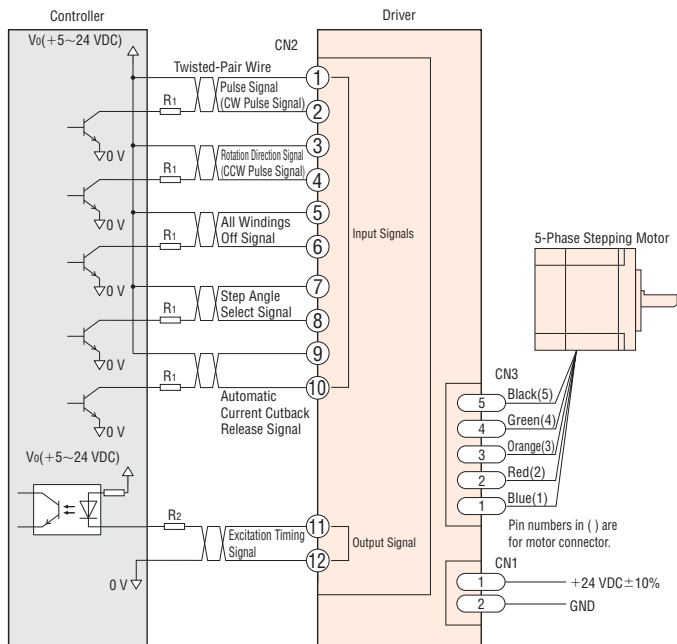 Controller
Driver
V0(+5~24 VDC)
CN2
Twisted-Pair Wire
1
Pulse Signal
(CW Pulse Signal)
R1
2
0 V
3
Rotation Direction Signal
(CCW Pulse Signal)
R1
4
0 V
5
All Windings
Off Signal
R1
6
0 V
Input Signals
7
Step Angle
Select Signal
R1
8
0 V
9
R1
10
Automatic
Current Cutback
Release Signal
0 V
V0(+5~24 VDC)
R2
11
Excitation Timing
Signal
12
Output Signal
0 V
5-Phase Stepping Motor
CN3
5 Black(5)
4 Green(4)
3 Orange(3)
2 Red(2)
1 Blue(1)
Pin numbers in ( ) are
for motor connector.
CN1
1 +24 VDC±10%
2 GND